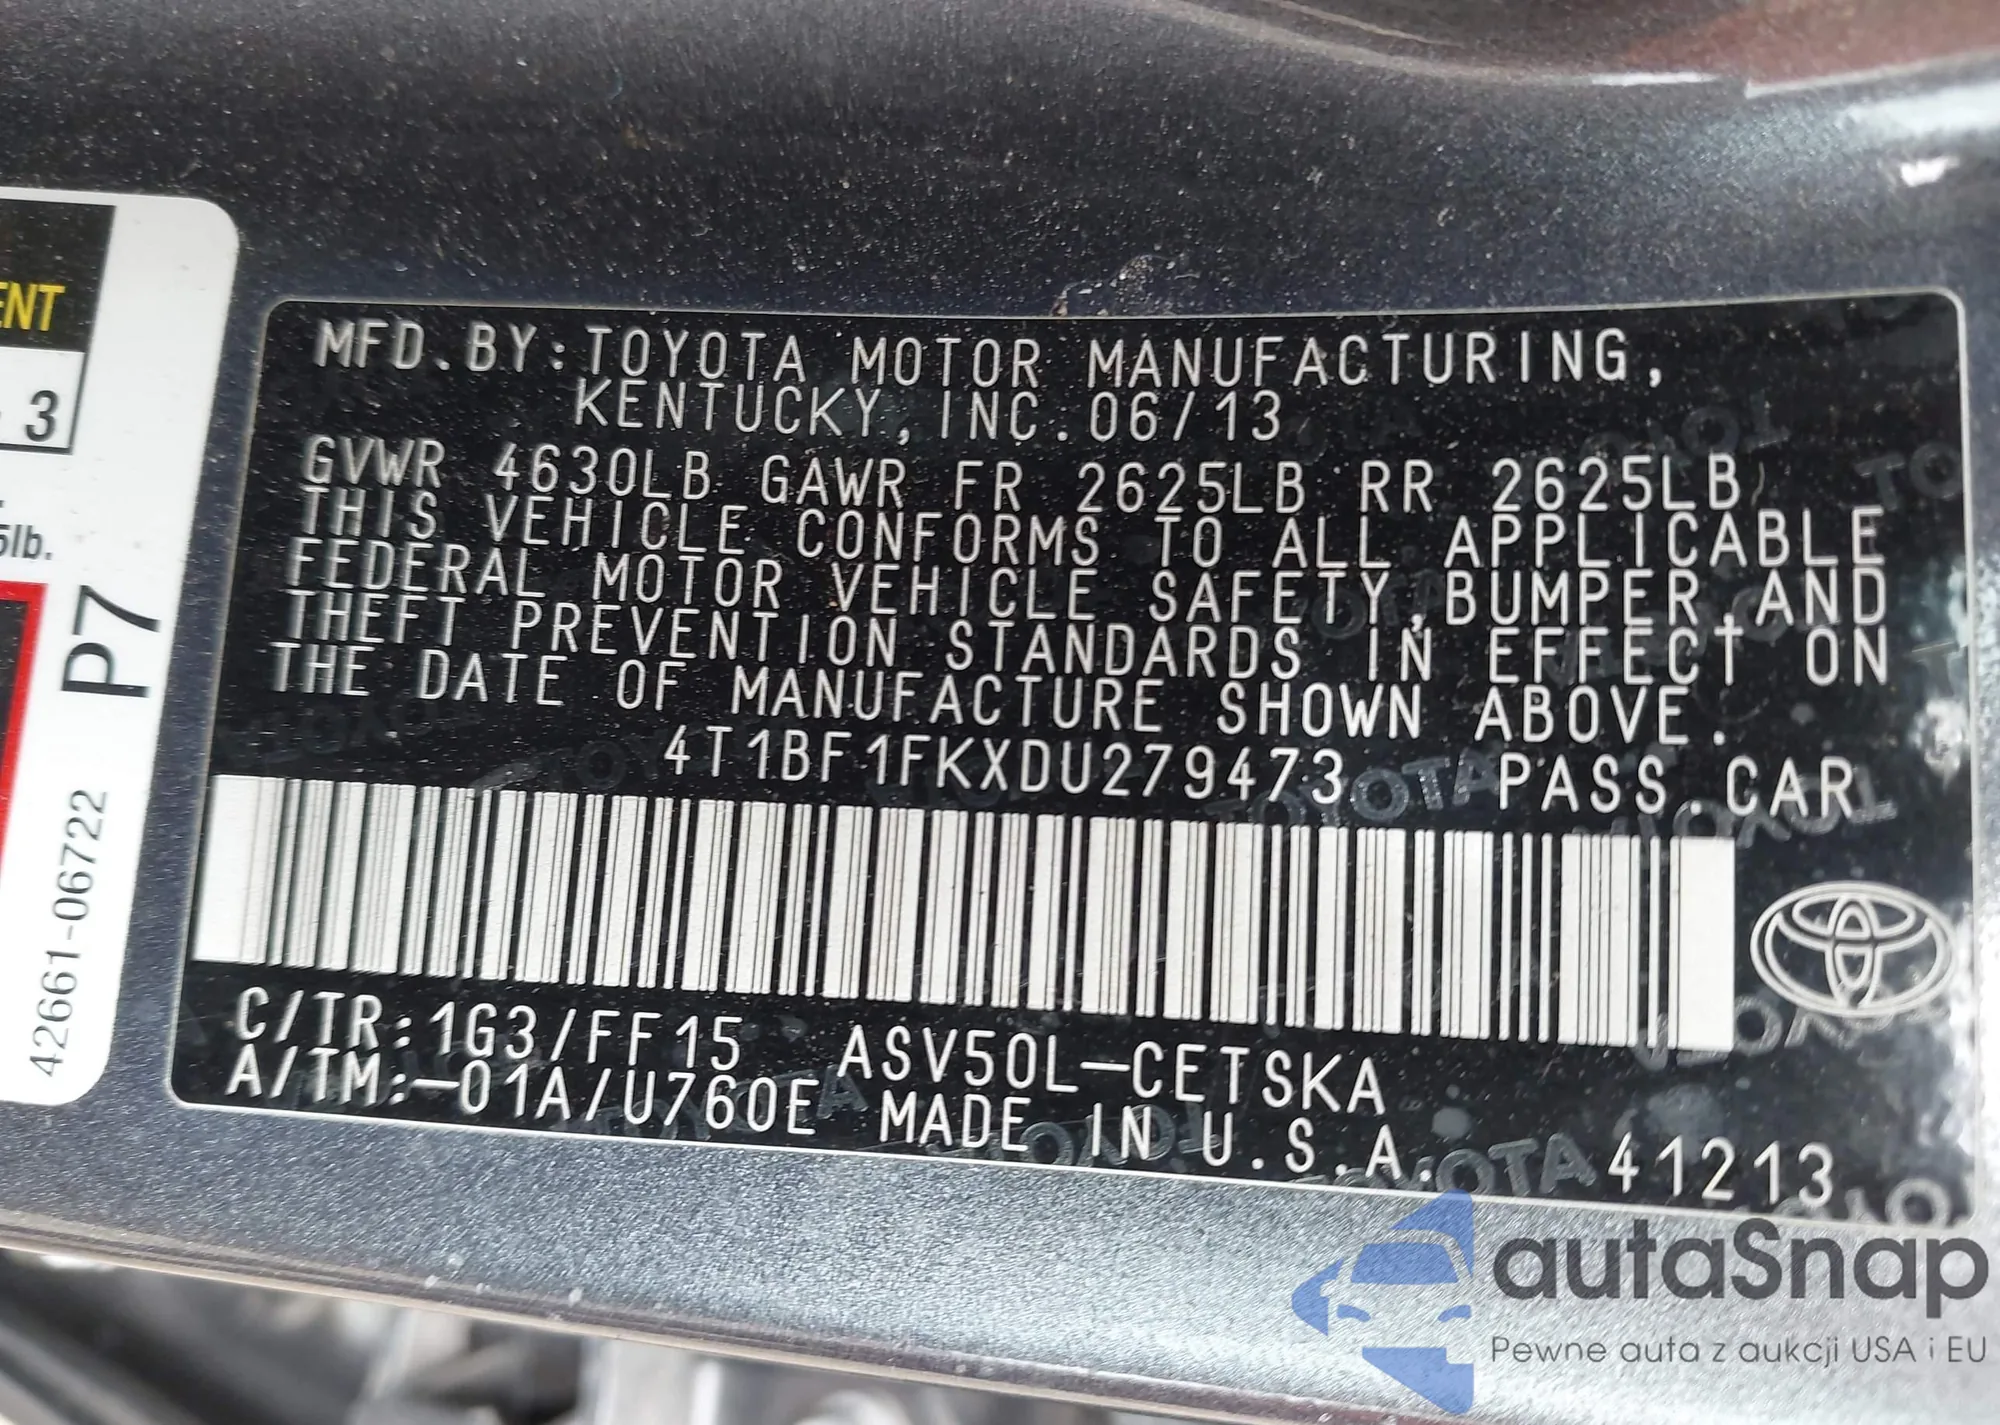 ENT
3
5lb.
P7
42661-06722
MFD.BY:TOYOTA MOTOR MANUFACTURING,
KENTUCKY, INC.06/13
GVWR 4630LB GAWR FR 2625LB RR 2625LB
THIS VEHICLE CONFORMS TO ALL APPLICABLE
FEDERAL MOTOR VEHICLE SAFETY,BUMPER,AND
THEFT PREVENTION STANDARDS IN EFFECT ON
THE DATE OF MANUFACTURE SHOWN ABOVE.
4T1BF1FKXDU279473 PASS.CAR
C/TR:1G3/FF15 ASV50L-CETSKA
A/TM:-01A/U760E MADE IN U.S.A. 41213
autaSnap
Pewne auta z aukcji USA i EU